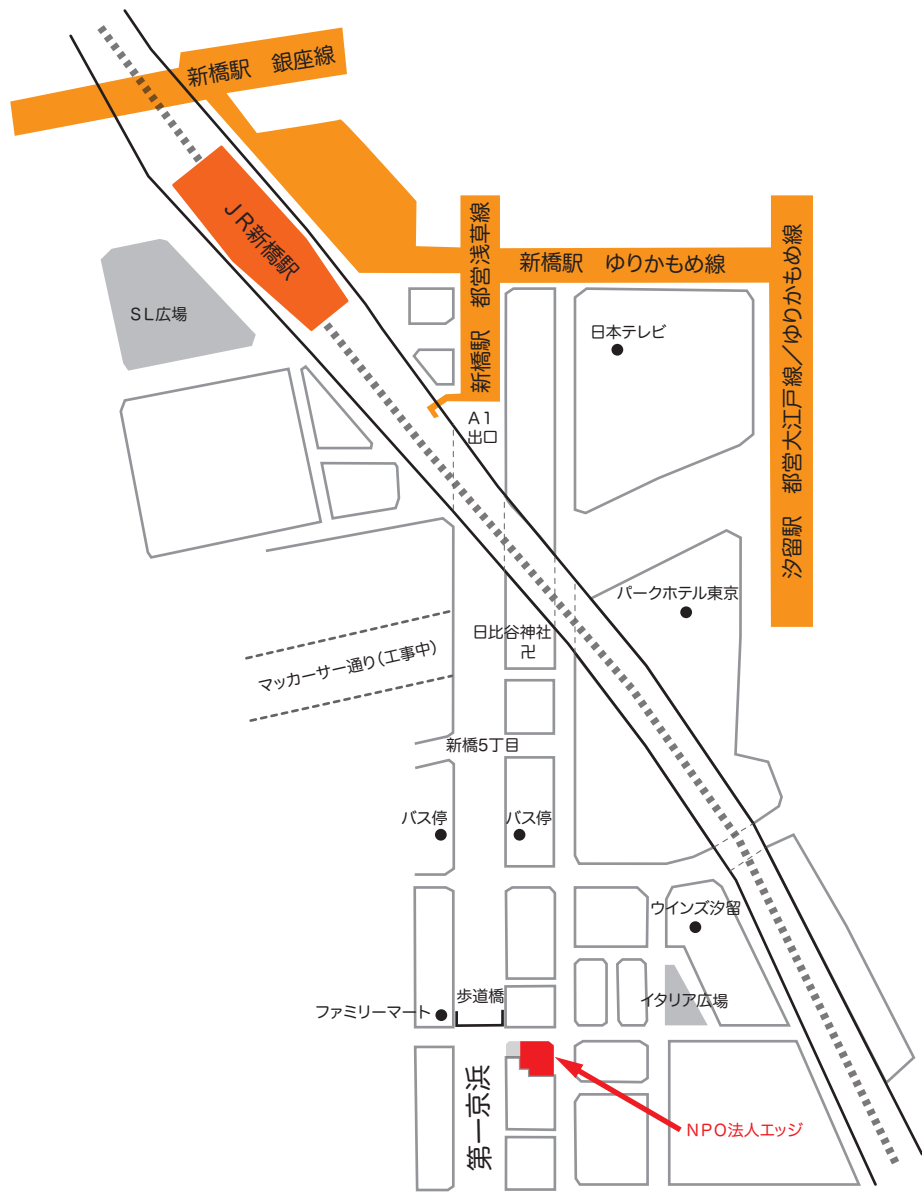 新橋駅　銀座線
JR新橋駅
新橋駅　都営浅草線
新橋駅　ゆりかもめ線
汐留駅　都営大江戸線／ゆりかもめ線
SL広場
日本テレビ
A1
出口
パークホテル東京
日比谷神社
卍
マッカーサー通り（工事中）
新橋5丁目
バス停
バス停
ウインズ汐留
イタリア広場
歩道橋
ファミリーマート
第一京浜
NPO法人エッジ